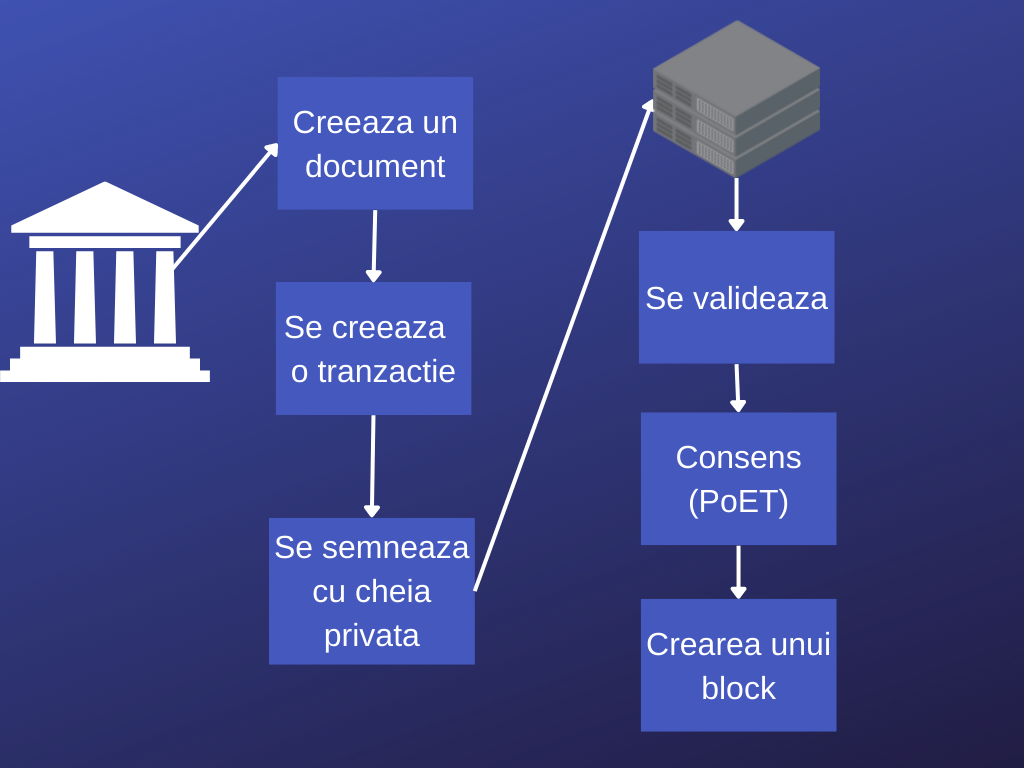 Creeaza un
document
Se creeaza
o tranzactie
Se semneaza
cu cheia
privata
Se valideaza
Consens
(PoET)
Crearea unui
block